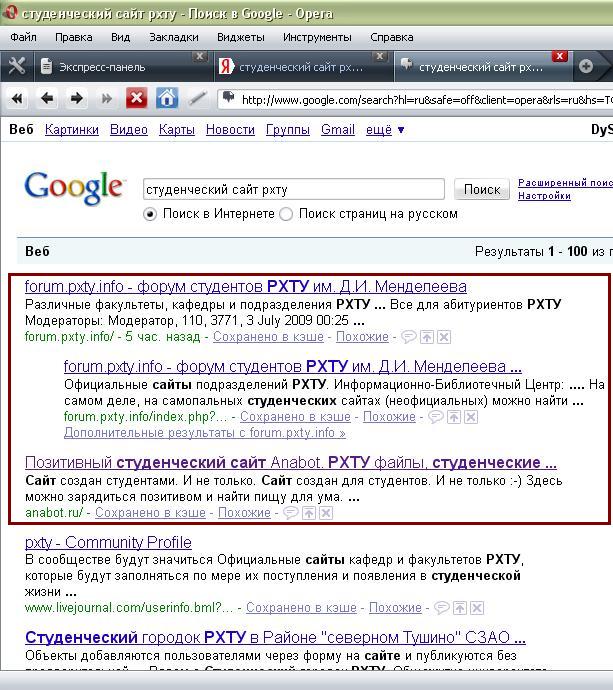 студенческий сайт рхту - Поиск в Google - Opera
Файл Правка Вид Закладки Виджеты Инструменты Справка
Экспресс-панель студенческий сайт рх... студенческий сайт рх...
http://www.google.com/search?hl=ru&safe=off&client=opera&rls=ru&hs=T
Веб Картинки Видео Карты Новости Группы Gmail ещё ▼ DyS
Google студенческий сайт рхту Поиск Расширенный поис
Настройки
Поиск в Интернете Поиск страниц на русском
Веб Результаты 1 - 100 из
forum.pxty.info - форум студентов РХТУ им. Д.И. Менделеева
Различные факультеты, кафедры и подразделения РХТУ ... Все для абитуриентов РХТУ
Модераторы: Модератор, 110, 3771, 3 July 2009 00:25 ...
forum.pxty.info/ - 5 час. назад - Сохранено в кэше - Похожие -
forum.pxty.info - форум студентов РХТУ им. Д.И. Менделеева ...
Официальные сайты подразделений РХТУ. Информационно-Библиотечный Центр: .... На
самом деле, на самопальных студенческих сайтах (неофициальных) можно найти ...
forum.pxty.info/index.php?... - Сохранено в кэше - Похожие -
Дополнительные результаты с forum.pxty.info »
Позитивный студенческий сайт Anabot. РХТУ файлы, студенческие ...
Сайт создан студентами. И не только. Сайт создан для студентов. И не только :-) Здесь
можно зарядиться позитивом и найти пищу для ума. ...
anabot.ru/ - Сохранено в кэше - Похожие -
pxty - Community Profile
В сообществе будут значиться Официальные сайты кафедр и факультетов РХТУ,
которые будут заполняться по мере их поступления и появления в студенческой
жизни ...
www.livejournal.com/userinfo.bml?... - Сохранено в кэше - Похожие -
Студенческий городок РХТУ в Районе "северном Тушино" СЗАО ...
Объекты добавляются пользователями через форму на сайте и публикуются без